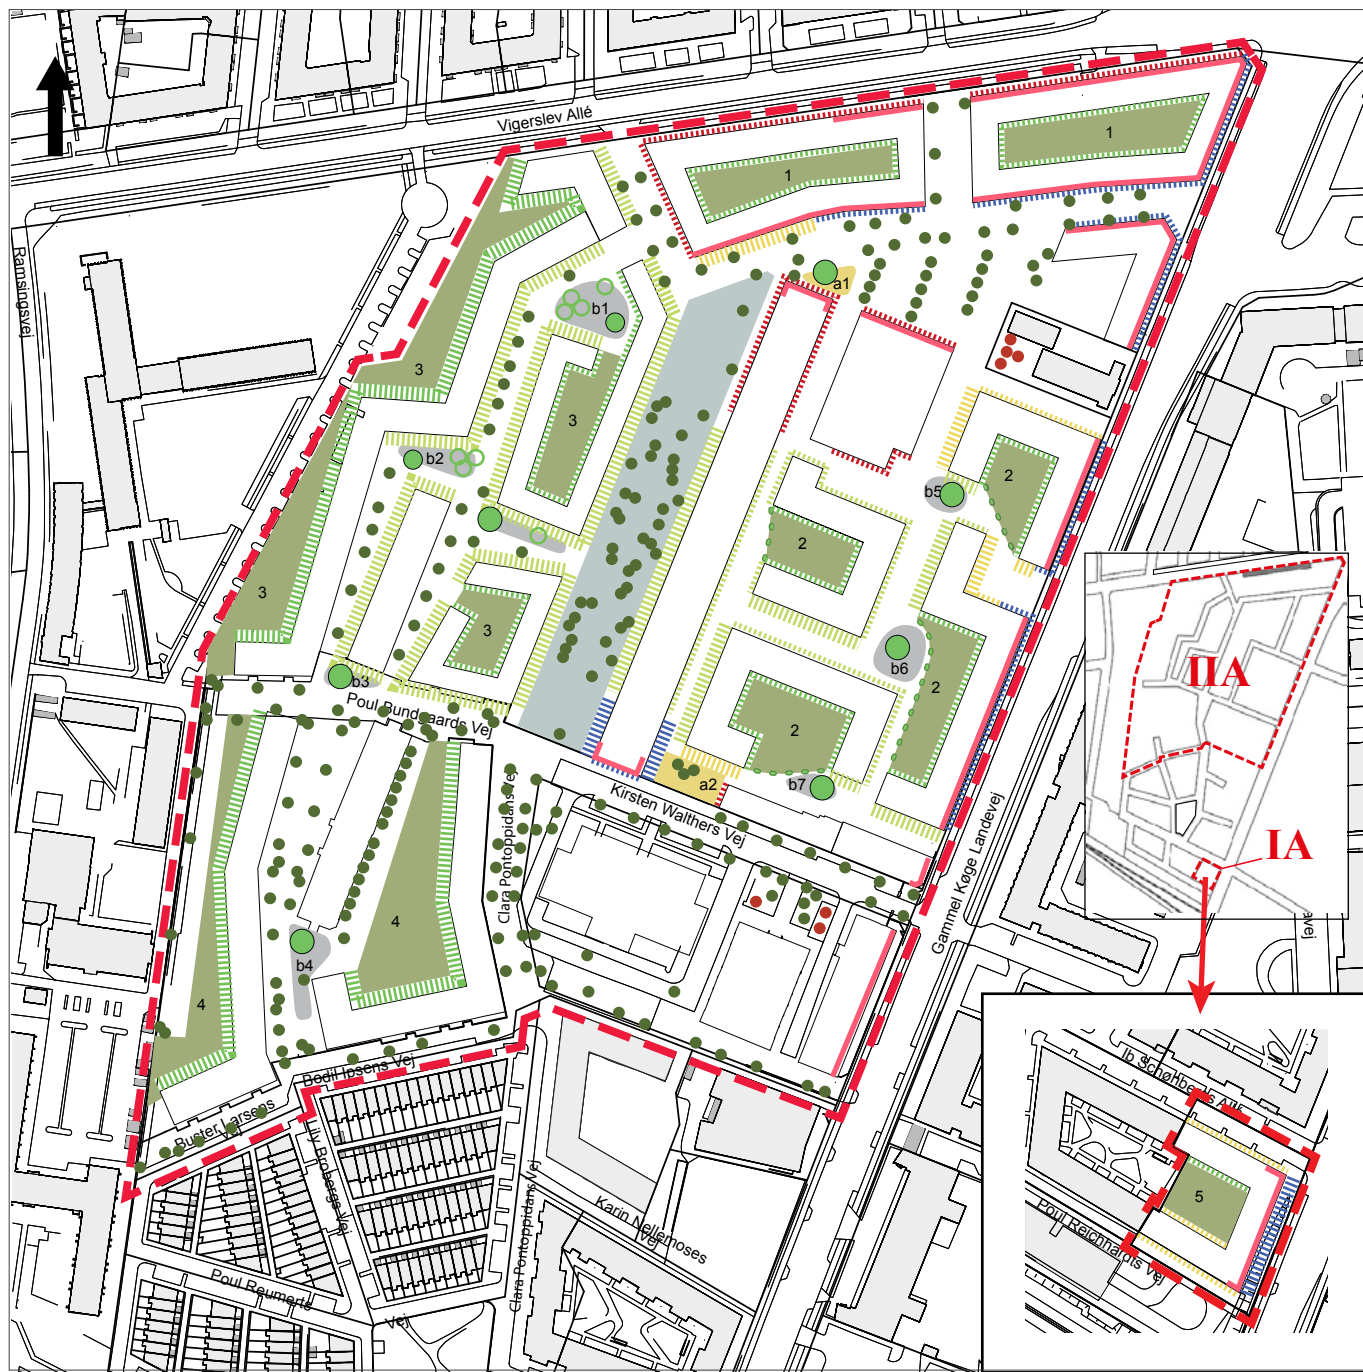 Vigerslev Allé
1
1
Ramsingsvej
a1
b1
3
3
b2
2
b5
2
3
3
b6
2
b3
Poul Bundgaards Vej
2
a2
b7
Kirsten Walthers Vej
Clara Pontoppidans Vej
Gammel Køge Landevej
IIA
IA
avej
4
4
b4
Bodil Ipsens Vej
Buster Larsens
Vej
Lily Brobergs Vej
Clara Pontoppidans Vej
Karin Nellemoses
Vej
Poul Reumerts
Vej
Ib Schønbergs Allé
5
Poul Reichhardts Vej